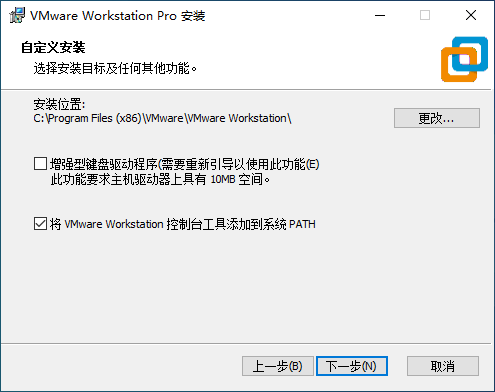 VMware Workstation Pro 安装
自定义安装
选择安装目标及任何其他功能。
安装位置:
C:\Program Files (x86)\VMware\VMware Workstation\
更改...
增强型键盘驱动程序(需要重新引导以使用此功能(E)
此功能要求主机驱动器上具有 10MB 空间。
将 VMware Workstation 控制台工具添加到系统 PATH
上一步(B) 下一步(N) 取消